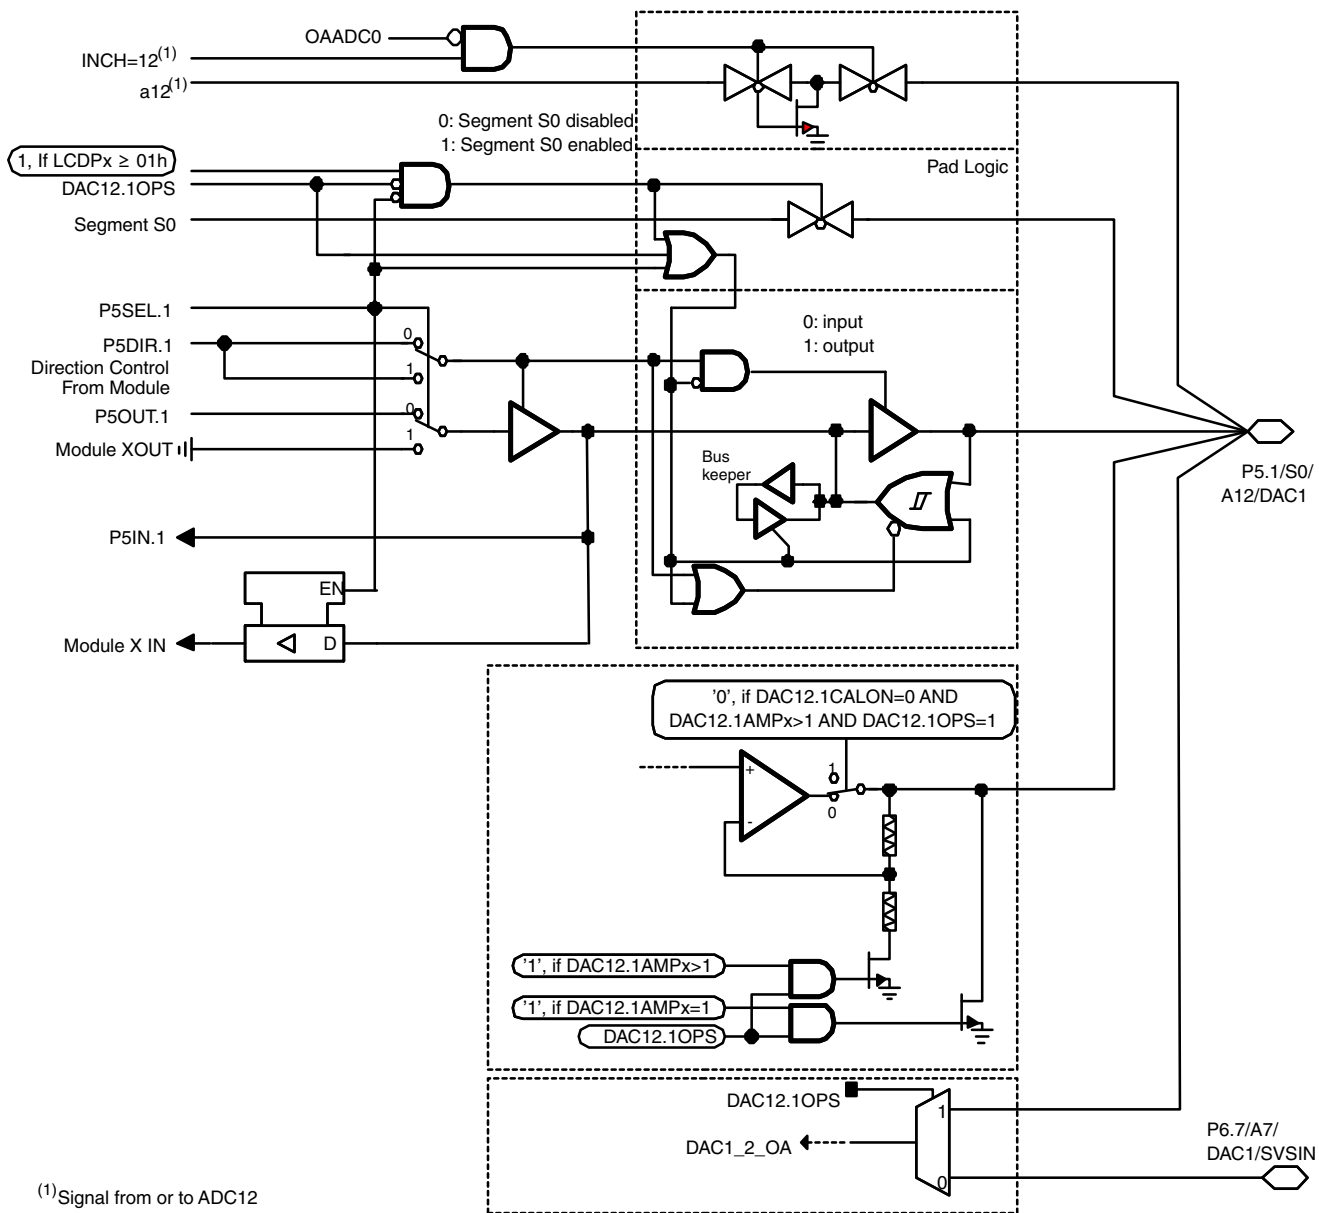 OAADC0
INCH=12(1)
a12(1)
0: Segment S0 disabled
1: Segment S0 enabled
1, If LCDPx ≥ 01h
DAC12.1OPS
Segment S0
Pad Logic
P5SEL.1
P5DIR.1
Direction Control
From Module
P5OUT.1
Module XOUT
0
1
0
1
0: input
1: output
Bus
keeper
P5.1/S0/
A12/DAC1
P5IN.1
EN
Module X IN
D
'0', if DAC12.1CALON=0 AND
DAC12.1AMPx>1 AND DAC12.1OPS=1
+
-
1
0
'1', if DAC12.1AMPx>1
'1', if DAC12.1AMPx=1
DAC12.1OPS
DAC12.1OPS
1
DAC1_2_OA
0
P6.7/A7/
DAC1/SVSIN
(1)Signal from or to ADC12